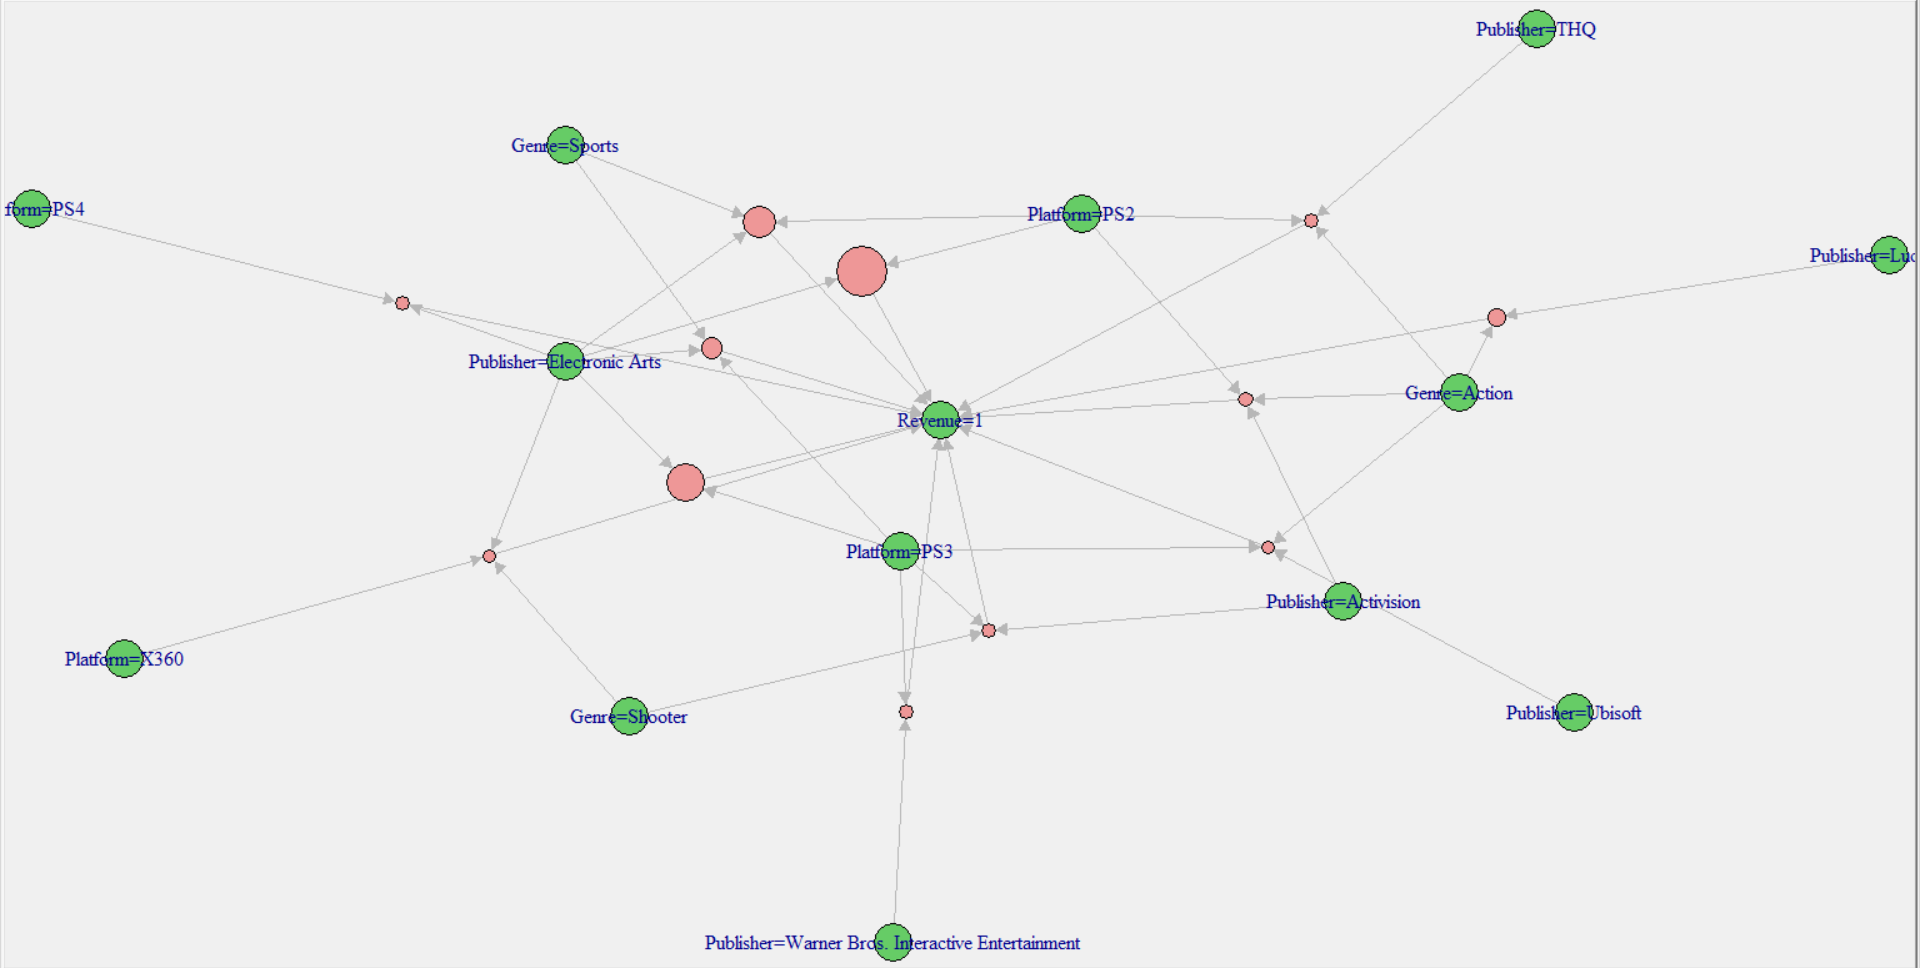 Publisher=THQ
Genre=Sports
form=PS4
Platform=PS2
Publisher=Luc
Publisher=Electronic Arts
Genre=Action
Revenue=1
Platform=PS3
Publisher=Activision
Platform=X360
Genre=Shooter
Publisher=Ubisoft
Publisher=Warner Bros. Interactive Entertainment